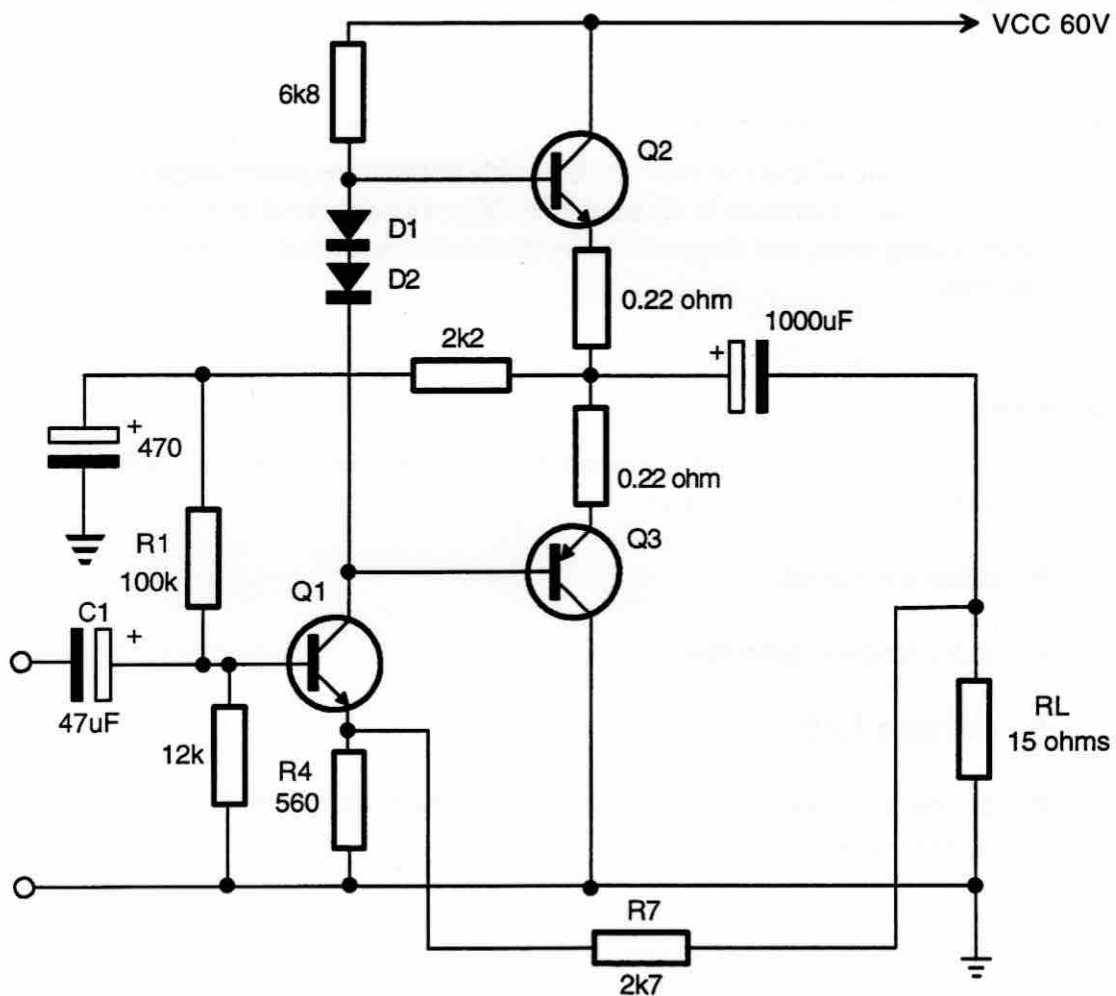 VCC 60V
6k8
Q2
D1
D2
0.22 ohm
1000uF
+
2k2
+
470
0.22 ohm
R1
100k
Q3
Q1
C1
+
47uF
12k
R4
560
RL
15 ohms
R7
2k7